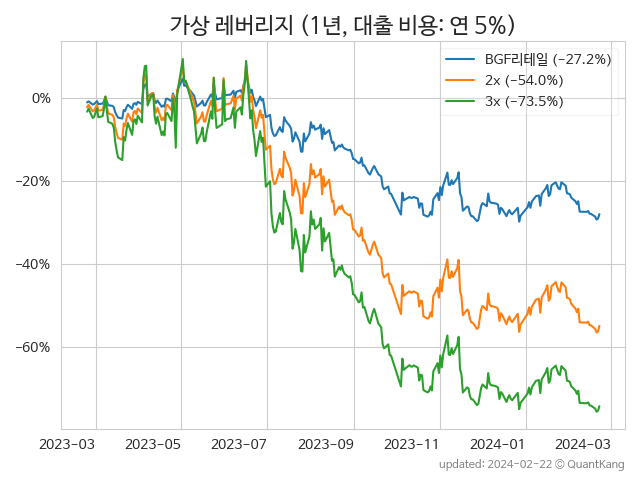 가상 레버리지 (1년, 대출 비용: 연 5%)
BGF리테일 (−27.2%)
2x (−54.0%)
3x (−73.5%)
0%
−20%
−40%
−60%
2023-03 2023-05 2023-07 2023-09 2023-11 2024-01 2024-03
updated: 2024-02-22 © QuantKang